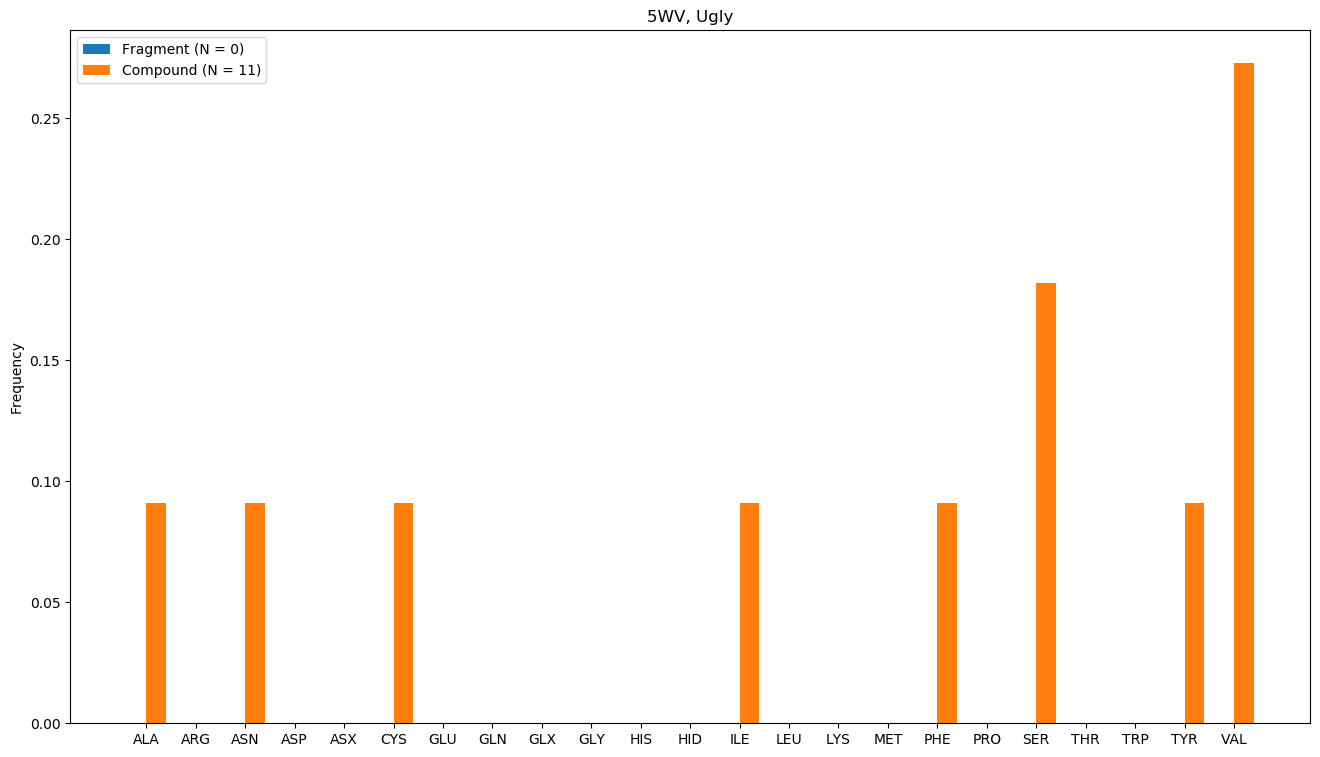 5WV, Ugly
Fragment (N = 0)
Compound (N = 11)
Frequency
0.25
0.20
0.15
0.10
0.05
0.00
ALA ARG ASN ASP ASX CYS GLU GLN GLX GLY HIS HID ILE LEU LYS MET PHE PRO SER THR TRP TYR VAL